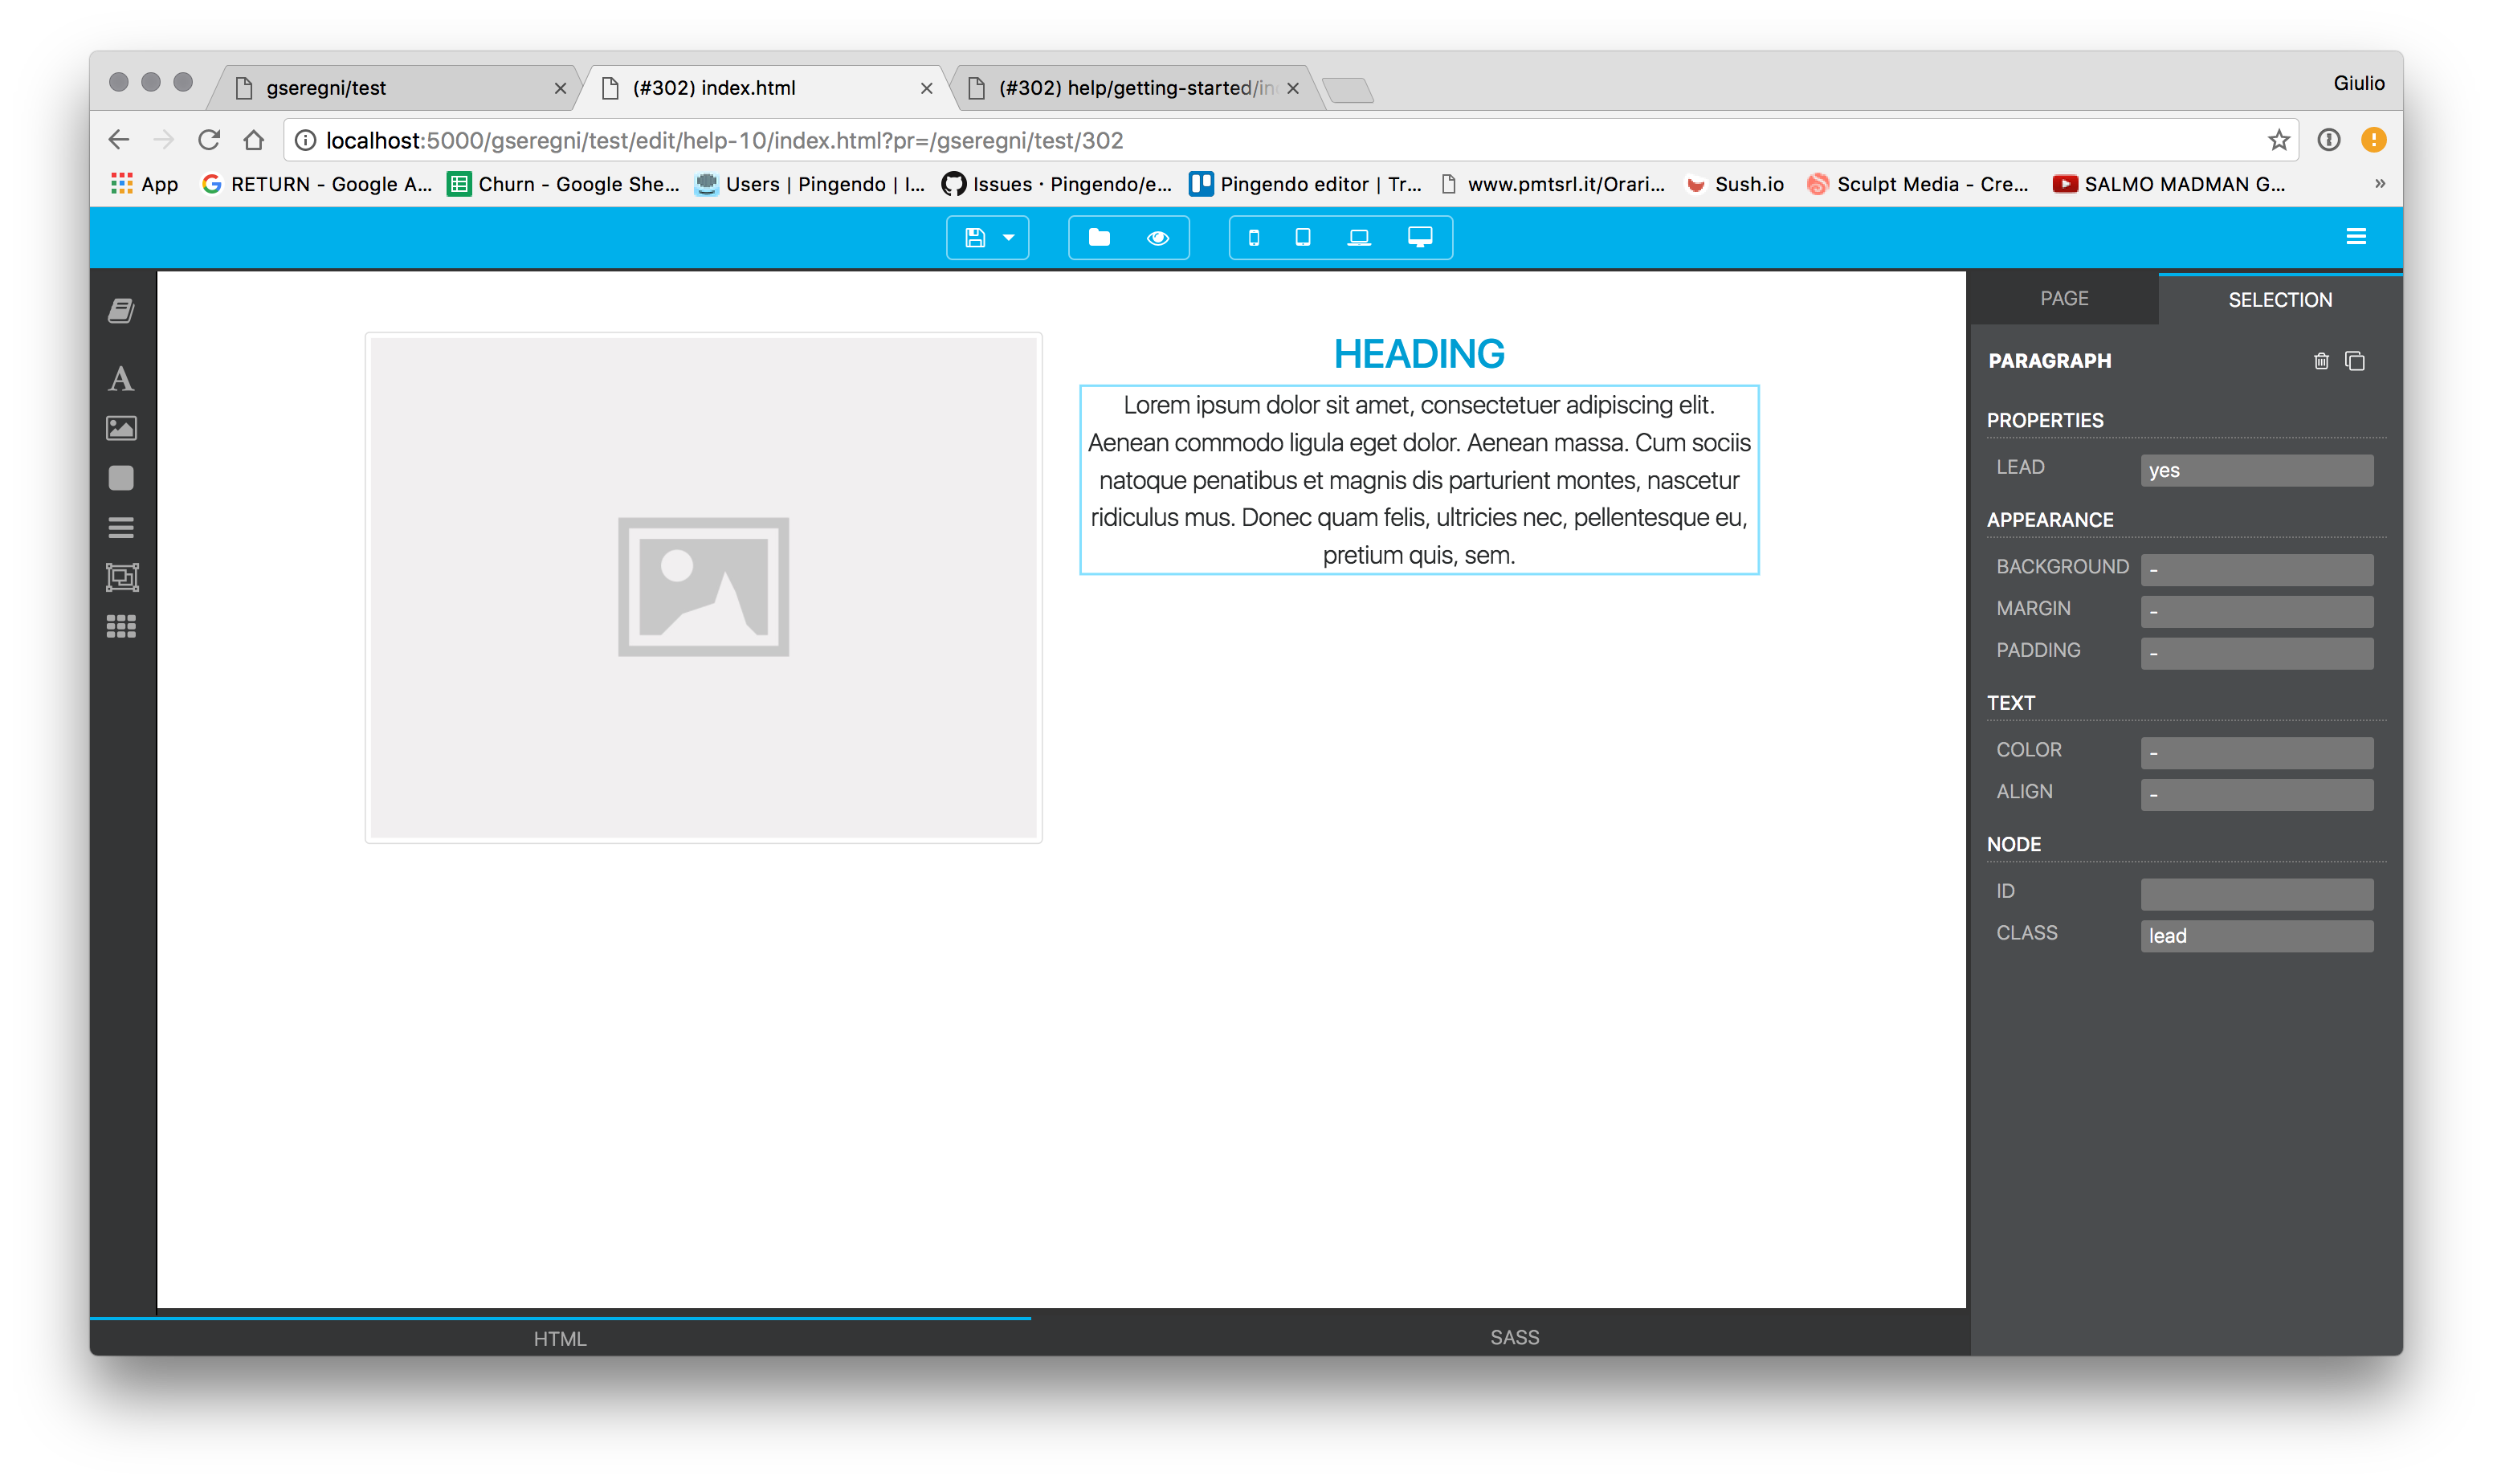 gseregni/test
(#302) index.html
(#302) help/getting-started/in
Giulio
localhost:5000/gseregni/test/edit/help-10/index.html?pr=/gseregni/test/302
App
RETURN - Google A...
Churn - Google She...
Users | Pingendo | I...
Issues · Pingendo/e...
Pingendo editor | Tr...
www.pmtsrl.it/Orari...
Sush.io
Sculpt Media - Cre...
SALMO MADMAN G...
»
PAGE
SELECTION
HEADING
Lorem ipsum dolor sit amet, consectetuer adipiscing elit.
Aenean commodo ligula eget dolor. Aenean massa. Cum sociis
natoque penatibus et magnis dis parturient montes, nascetur
ridiculus mus. Donec quam felis, ultricies nec, pellentesque eu,
pretium quis, sem.
PARAGRAPH
PROPERTIES
LEAD yes
APPEARANCE
BACKGROUND -
MARGIN -
PADDING -
TEXT
COLOR -
ALIGN -
NODE
ID
CLASS lead
HTML
SASS